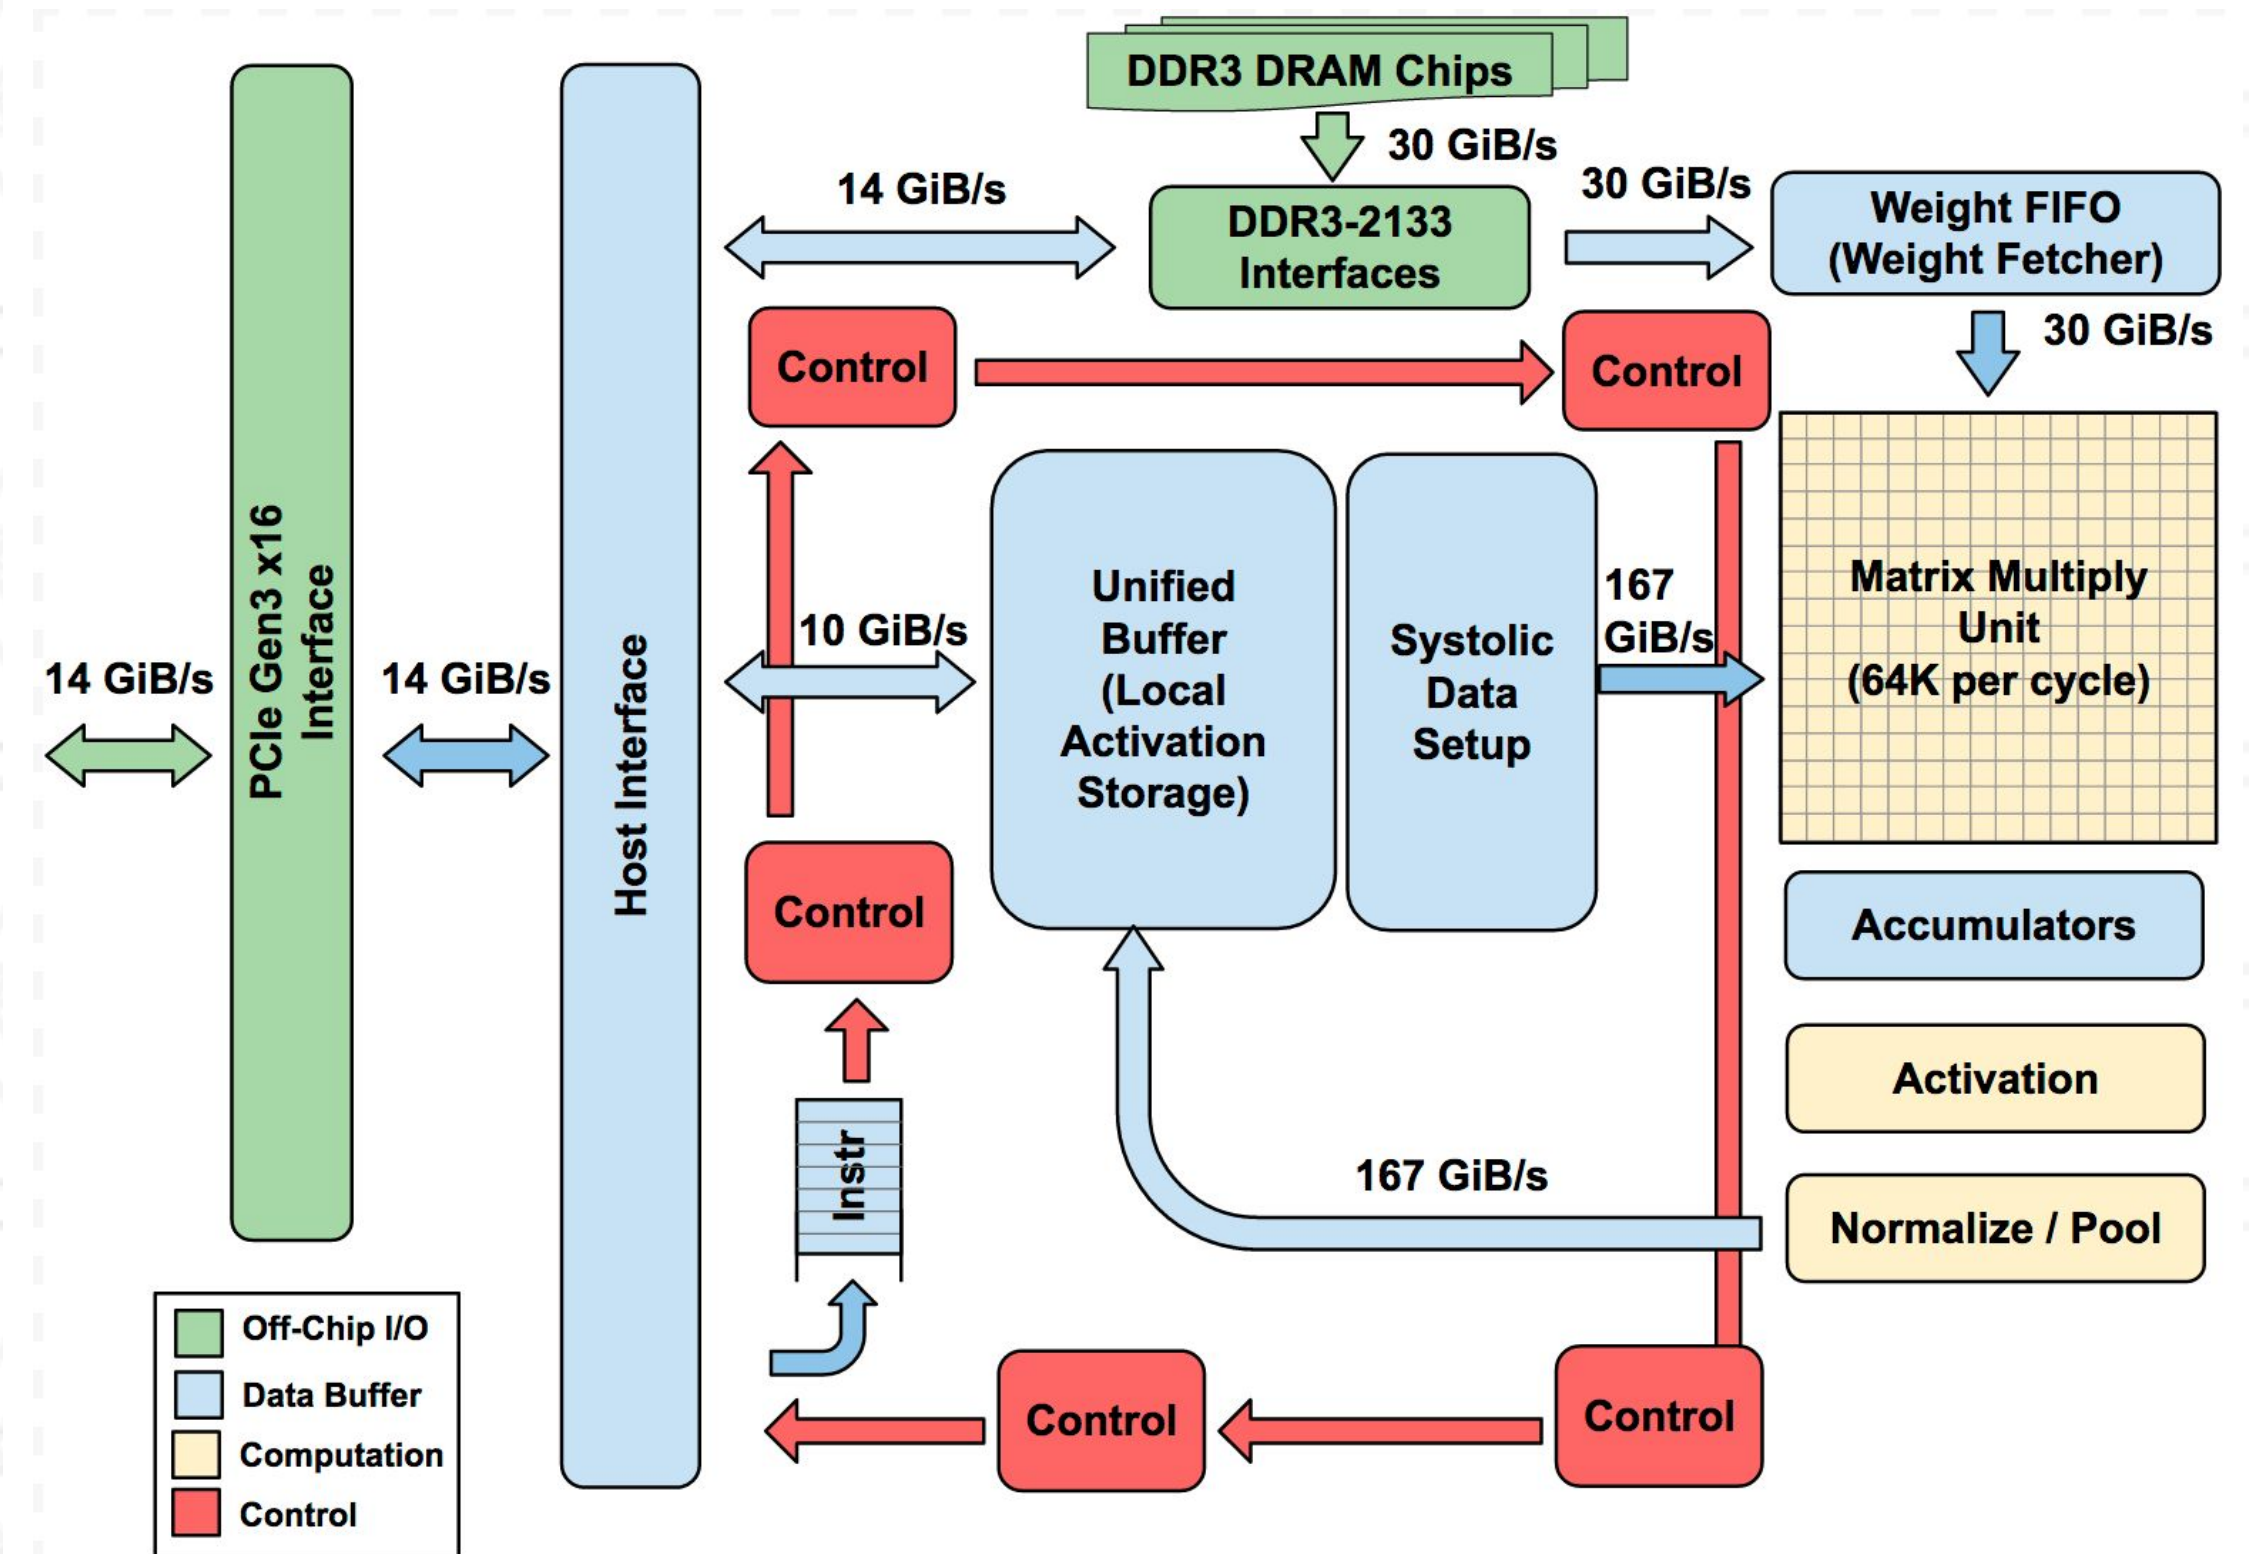 DDR3 DRAM Chips
30 GiB/s
14 GiB/s
DDR3-2133
Interfaces
30 GiB/s
Weight FIFO
(Weight Fetcher)
30 GiB/s
Control
Control
PCIe Gen3 x16
Interface
Host Interface
14 GiB/s
14 GiB/s
10 GiB/s
Unified
Buffer
(Local
Activation
Storage)
Systolic
Data
Setup
167
GiB/s
Matrix Multiply
Unit
(64K per cycle)
Control
Accumulators
Activation
Instr
167 GiB/s
Normalize / Pool
Control
Control
Off-Chip I/O
Data Buffer
Computation
Control